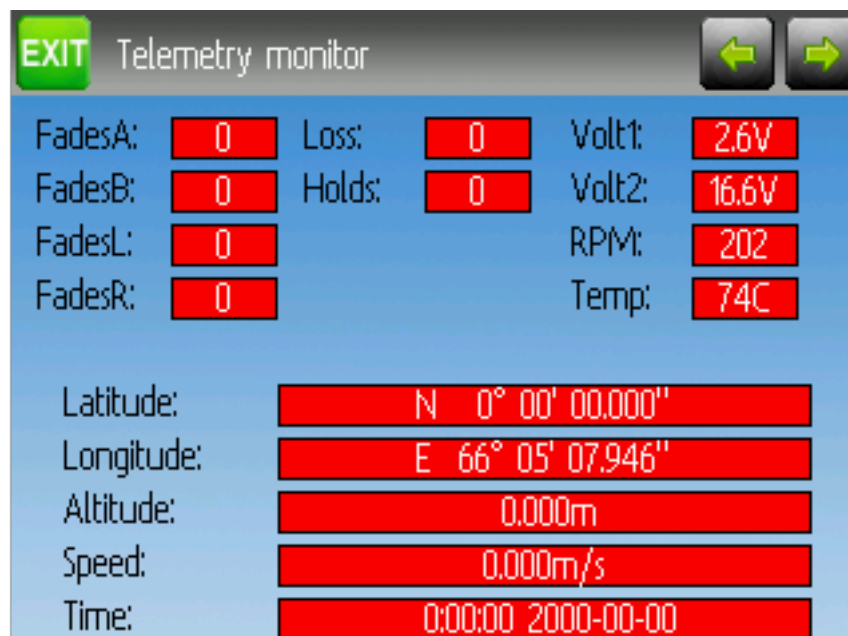 EXIT Telemetry monitor
FadesA: 0 Loss: 0 Volt1: 2.6V
FadesB: 0 Holds: 0 Volt2: 16.6V
FadesL: 0 RPM: 202
FadesR: 0 Temp: 74C
Latitude: N 0° 00' 00.000"
Longitude: E 66° 05' 07.946"
Altitude: 0.000m
Speed: 0.000m/s
Time: 0:00:00 2000-00-00